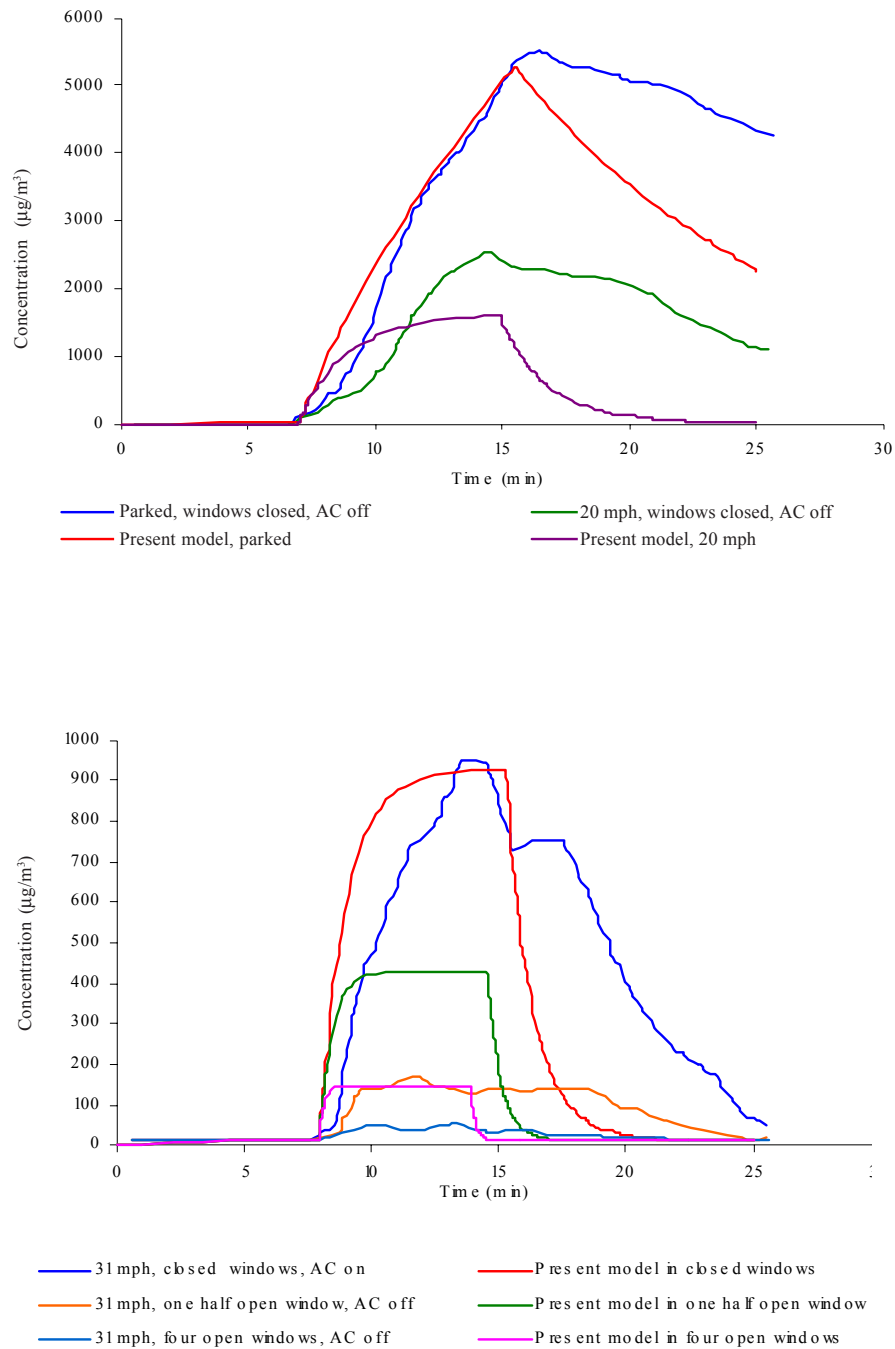 6000
5000
4000
3000
2000
1000
0
Concentration (µg/m³)
0 5 10 15 20 25 30
Time (min)
Parked, windows closed, AC off
20 mph, windows closed, AC off
Present model, parked
Present model, 20 mph
1000
900
800
700
600
500
400
300
200
100
0
Concentration (µg/m³)
0 5 10 15 20 25
Time (min)
31 mph, closed windows, AC on
Present model in closed windows
31 mph, one half open window, AC off
Present model in one half open window
31 mph, four open windows, AC off
Present model in four open windows